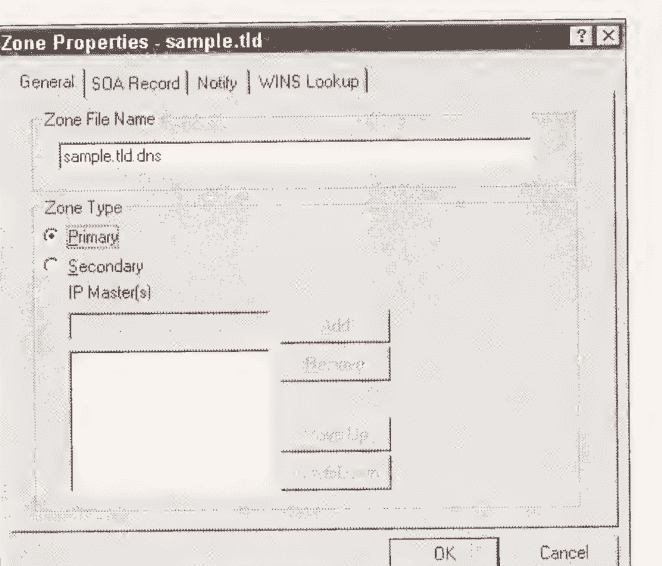 Zone Properties - sample.tld
General SOA Record Notify WINS Lookup
Zone File Name
sample.tld.dns
Zone Type
Primary
Secondary
IP Master(s)
Add
Remove
Move Up
OK Cancel